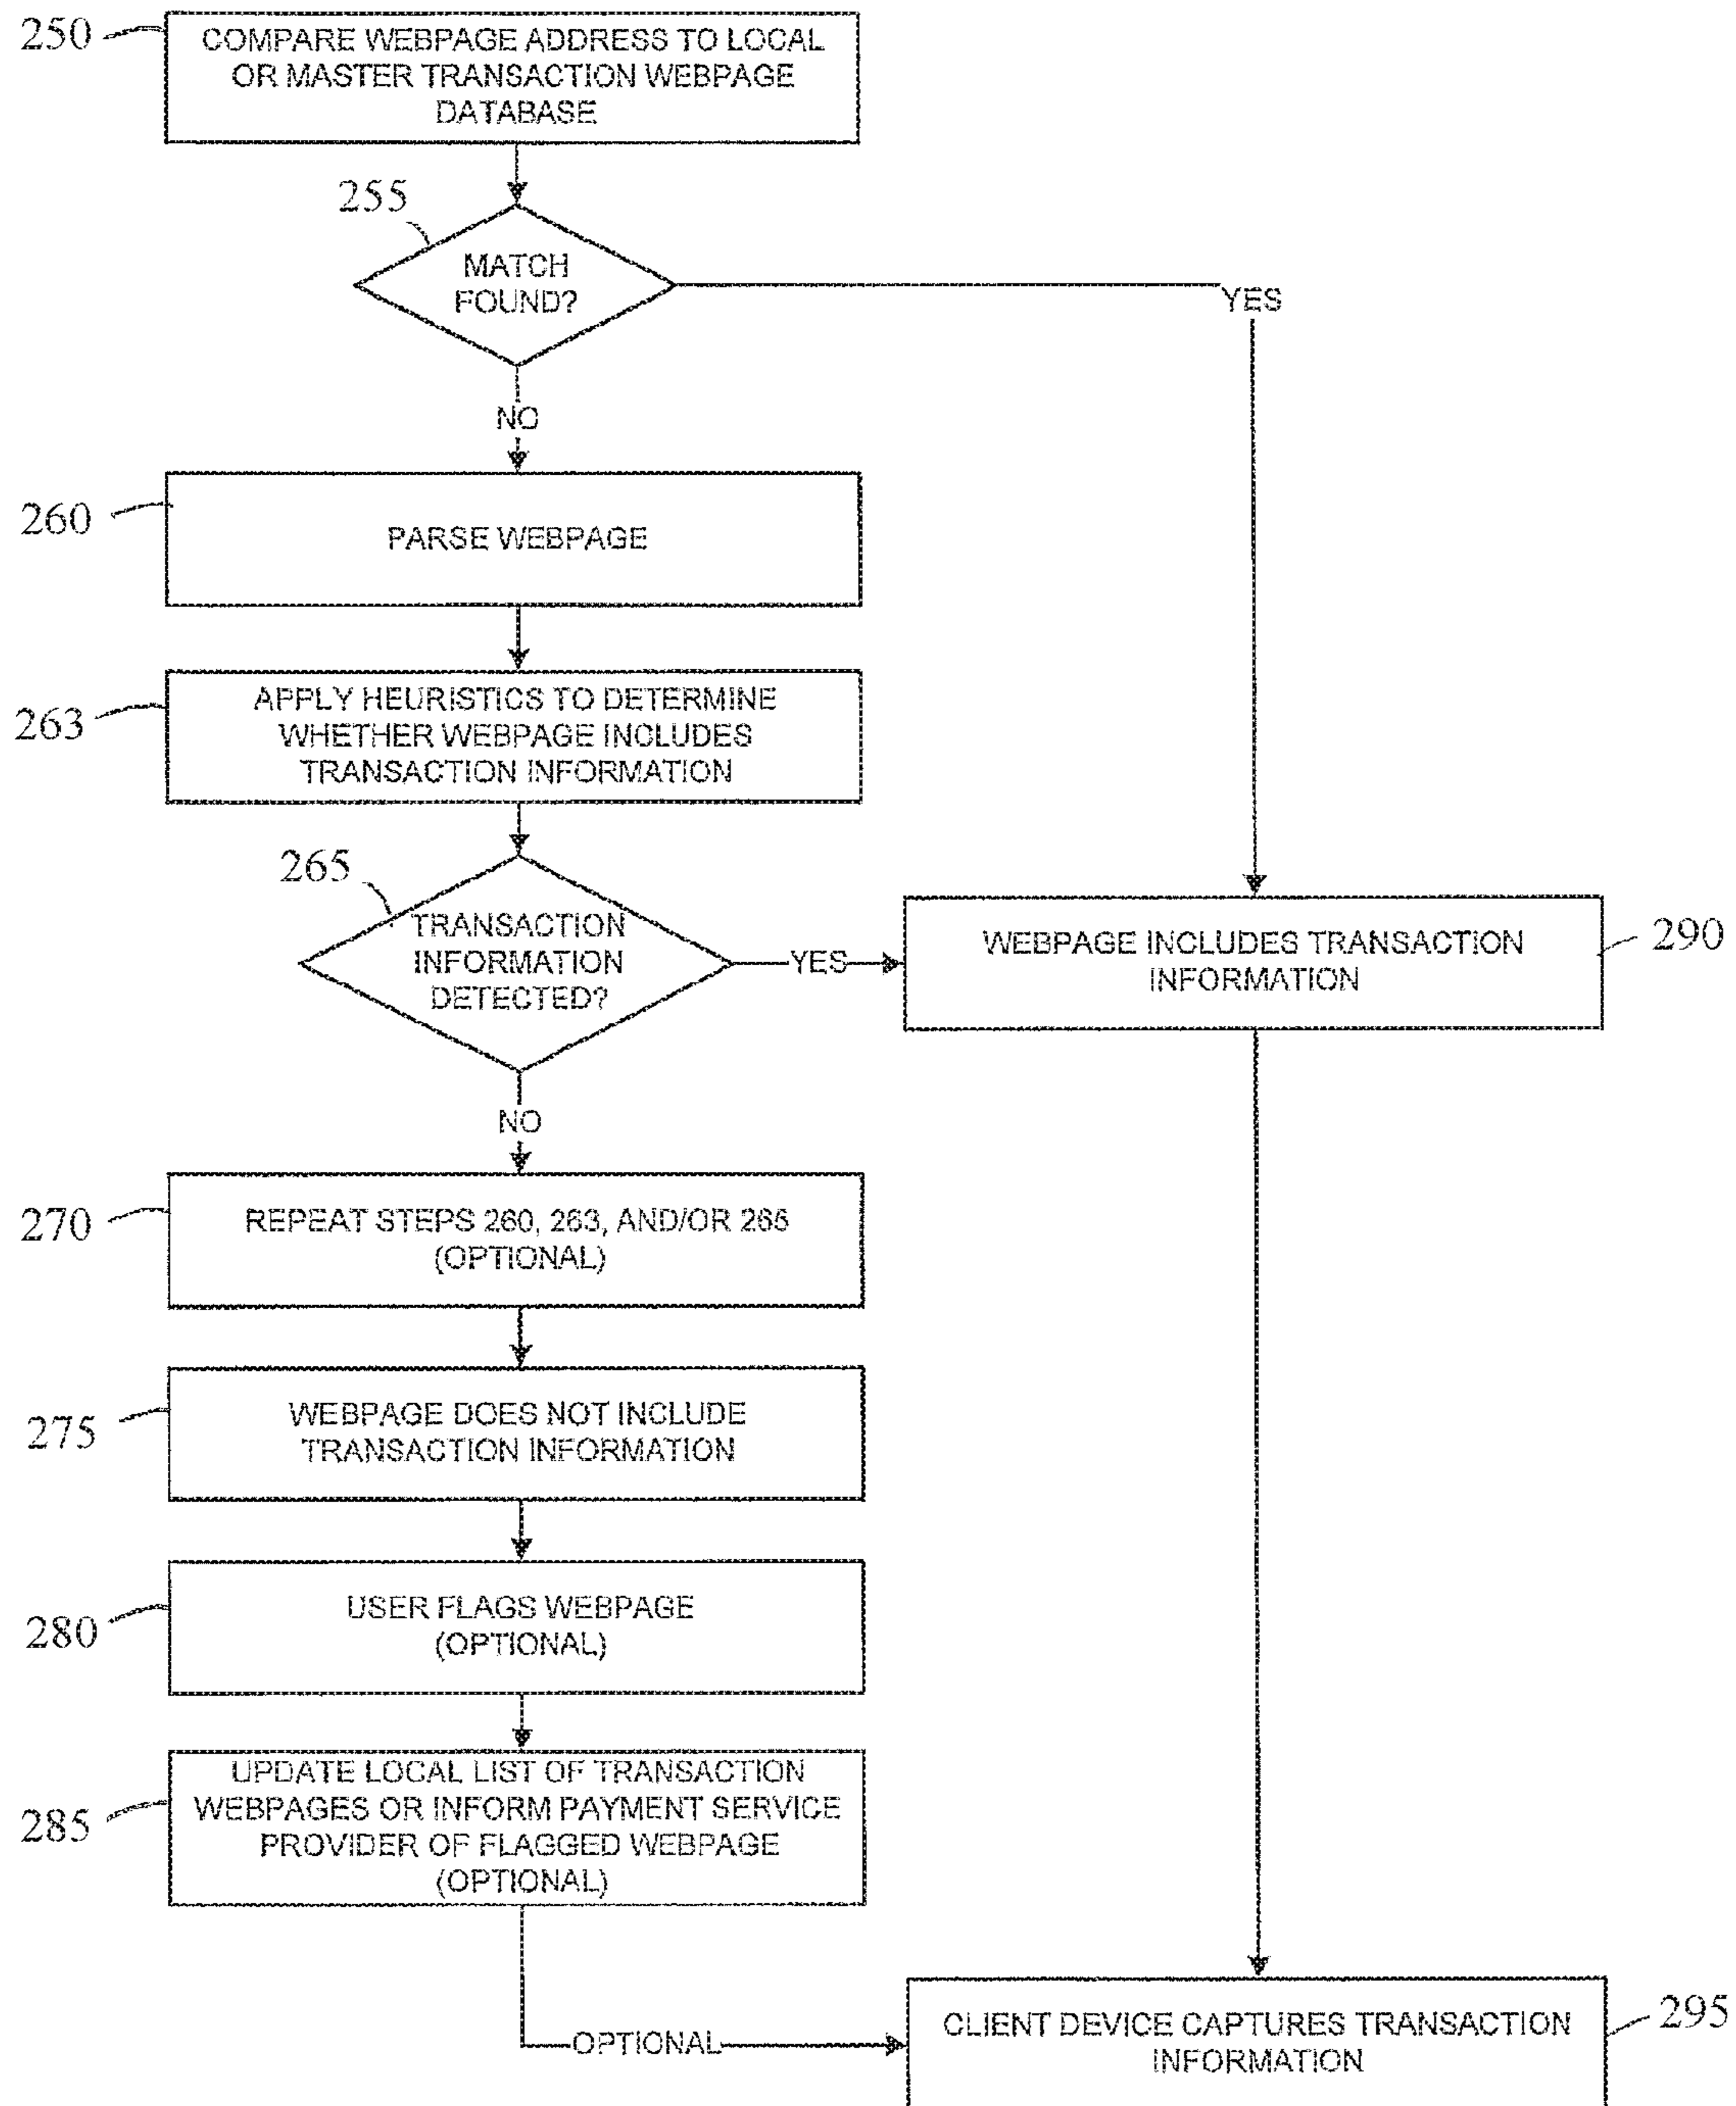 250
COMPARE WEBPAGE ADDRESS TO LOCAL
OR MASTER TRANSACTION WEBPAGE
DATABASE
255
MATCH
FOUND?
YES
NO
260
PARSE WEBPAGE
263
APPLY HEURISTICS TO DETERMINE
WHETHER WEBPAGE INCLUDES
TRANSACTION INFORMATION
265
TRANSACTION
INFORMATION
DETECTED?
YES
WEBPAGE INCLUDES TRANSACTION
INFORMATION
290
NO
270
REPEAT STEPS 260, 263, AND/OR 265
(OPTIONAL)
275
WEBPAGE DOES NOT INCLUDE
TRANSACTION INFORMATION
280
USER FLAGS WEBPAGE
(OPTIONAL)
285
UPDATE LOCAL LIST OF TRANSACTION
WEBPAGES OR INFORM PAYMENT SERVICE
PROVIDER OF FLAGGED WEBPAGE
(OPTIONAL)
OPTIONAL
CLIENT DEVICE CAPTURES TRANSACTION
INFORMATION
295